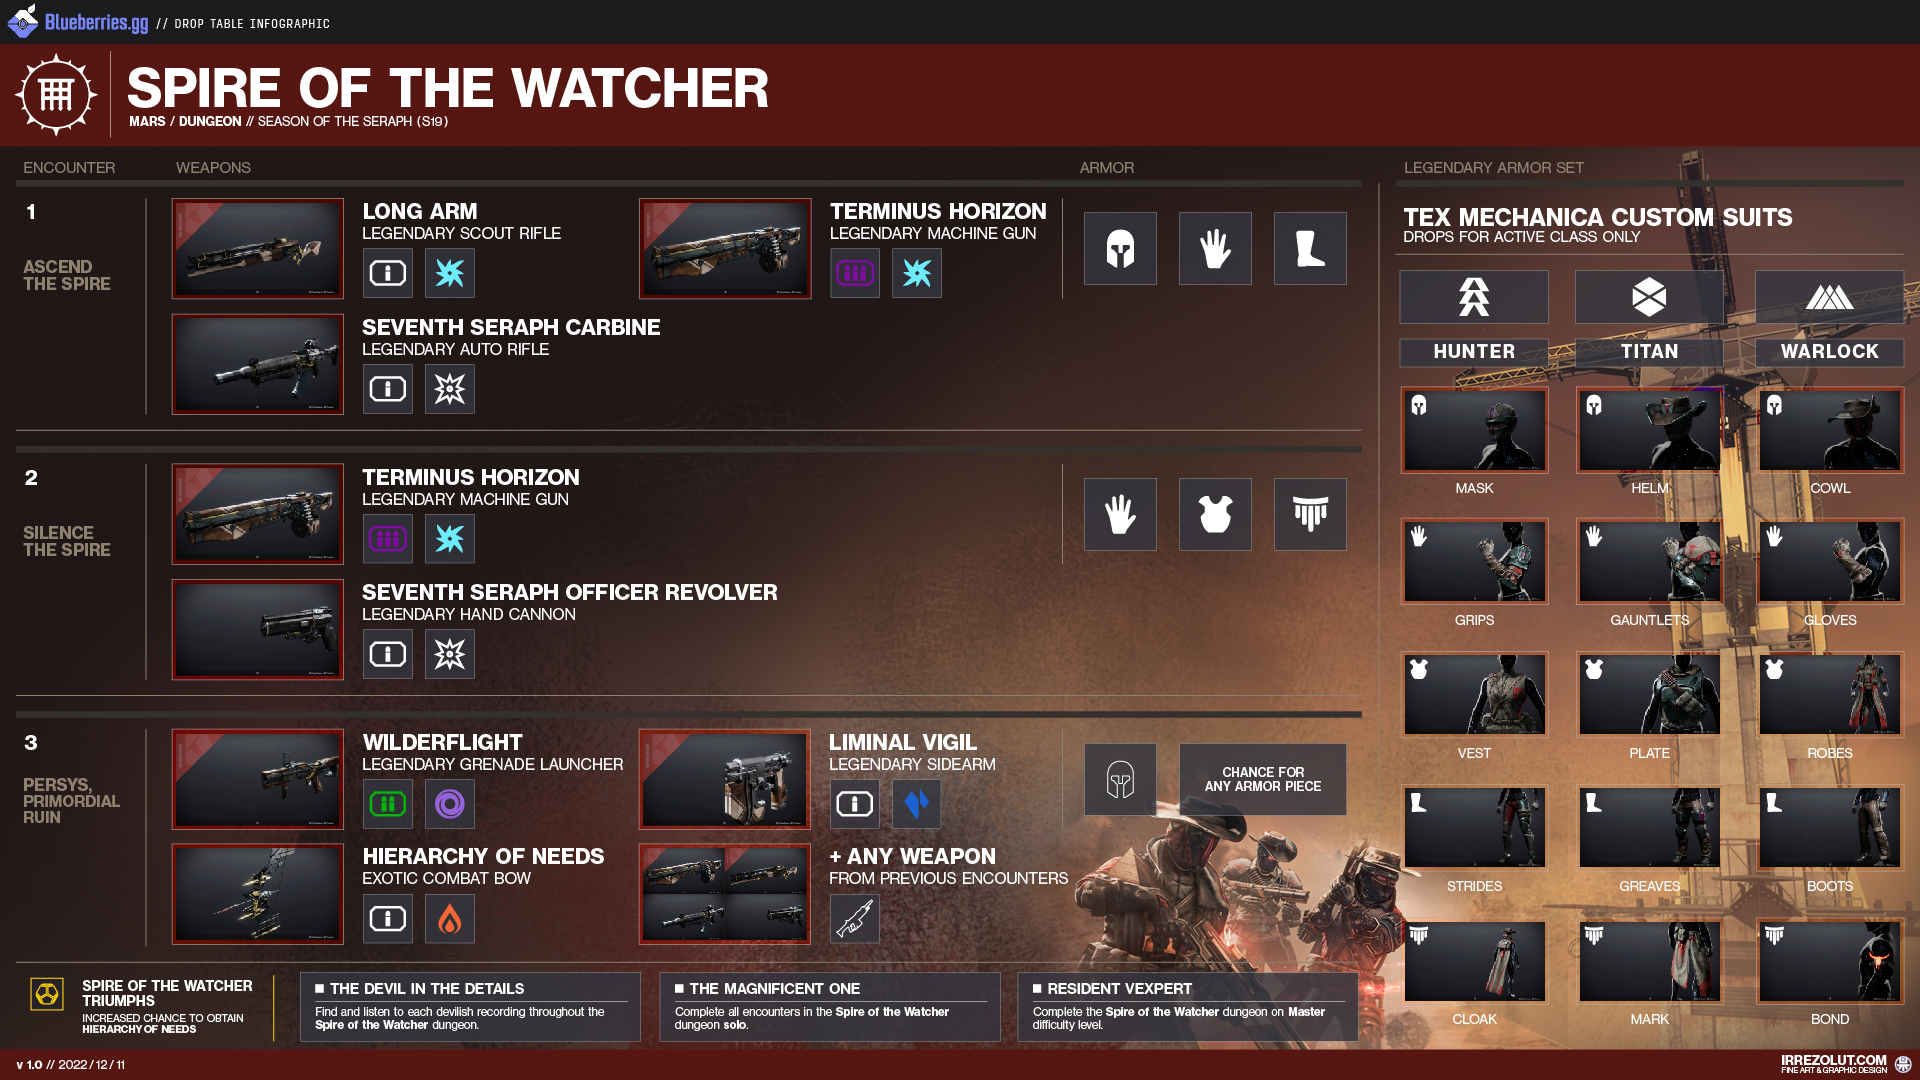 Blueberries.gg // DROP TABLE INFOGRAPHIC
SPIRE OF THE WATCHER
MARS / DUNGEON // SEASON OF THE SERAPH (S19)
ENCOUNTER
WEAPONS
ARMOR
1
ASCEND
THE SPIRE
LONG ARM
LEGENDARY SCOUT RIFLE
TERMINUS HORIZON
LEGENDARY MACHINE GUN
SEVENTH SERAPH CARBINE
LEGENDARY AUTO RIFLE
2
SILENCE
THE SPIRE
TERMINUS HORIZON
LEGENDARY MACHINE GUN
SEVENTH SERAPH OFFICER REVOLVER
LEGENDARY HAND CANNON
3
PERSYS,
PRIMORDIAL
RUIN
WILDERFLIGHT
LEGENDARY GRENADE LAUNCHER
LIMINAL VIGIL
LEGENDARY SIDEARM
CHANCE FOR
ANY ARMOR PIECE
HIERARCHY OF NEEDS
EXOTIC COMBAT BOW
+ ANY WEAPON
FROM PREVIOUS ENCOUNTERS
LEGENDARY ARMOR SET
TEX MECHANICA CUSTOM SUITS
DROPS FOR ACTIVE CLASS ONLY
HUNTER
TITAN
WARLOCK
MASK
HELM
COWL
GRIPS
GAUNTLETS
GLOVES
VEST
PLATE
ROBES
STRIDES
GREAVES
BOOTS
CLOAK
MARK
BOND
SPIRE OF THE WATCHER
TRIUMPHS
INCREASED CHANCE TO OBTAIN
HIERARCHY OF NEEDS
THE DEVIL IN THE DETAILS
Find and listen to each devilish recording throughout the
Spire of the Watcher dungeon.
THE MAGNIFICENT ONE
Complete all encounters in the Spire of the Watcher
dungeon solo.
RESIDENT VEXPERT
Complete the Spire of the Watcher dungeon on Master
difficulty level.
v 1.0 // 2022/12/11
IRREZOLUT.COM
FINE ART & GRAPHIC DESIGN